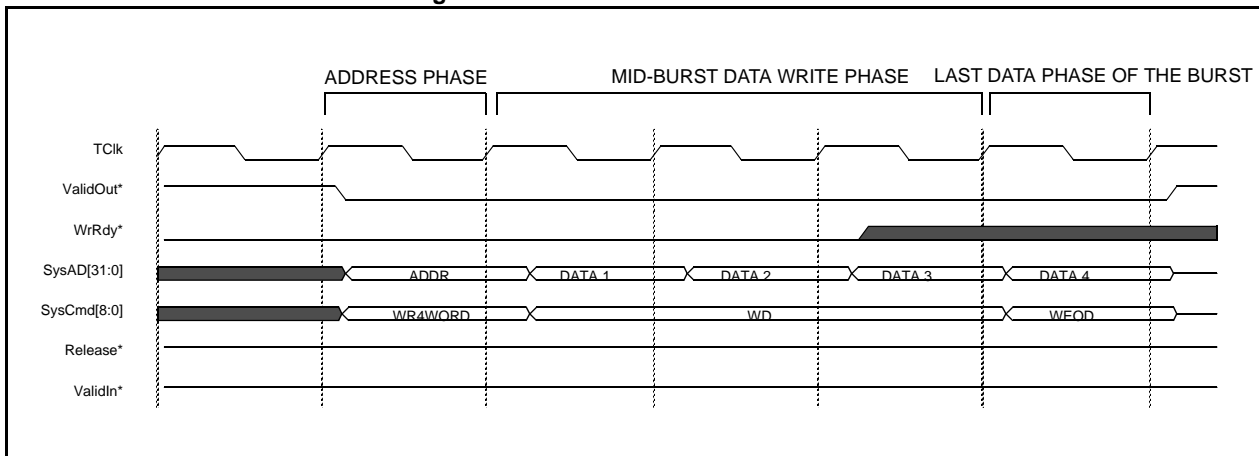 ADDRESS PHASE
MID-BURST DATA WRITE PHASE
LAST DATA PHASE OF THE BURST
TClk
ValidOut*
WrRdy*
SysAD[31:0]
ADDR
DATA 1
DATA 2
DATA 3
DATA 4
SysCmd[8:0]
WR4WORD
WD
WEOD
Release*
ValidIn*